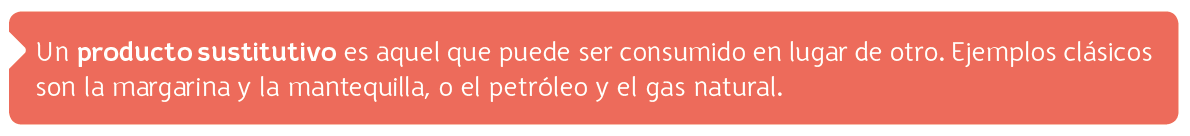 Un producto sustitutivo es aquel que puede ser consumido en lugar de otro. Ejemplos clásicos
son la margarina y la mantequilla, o el petróleo y el gas natural.